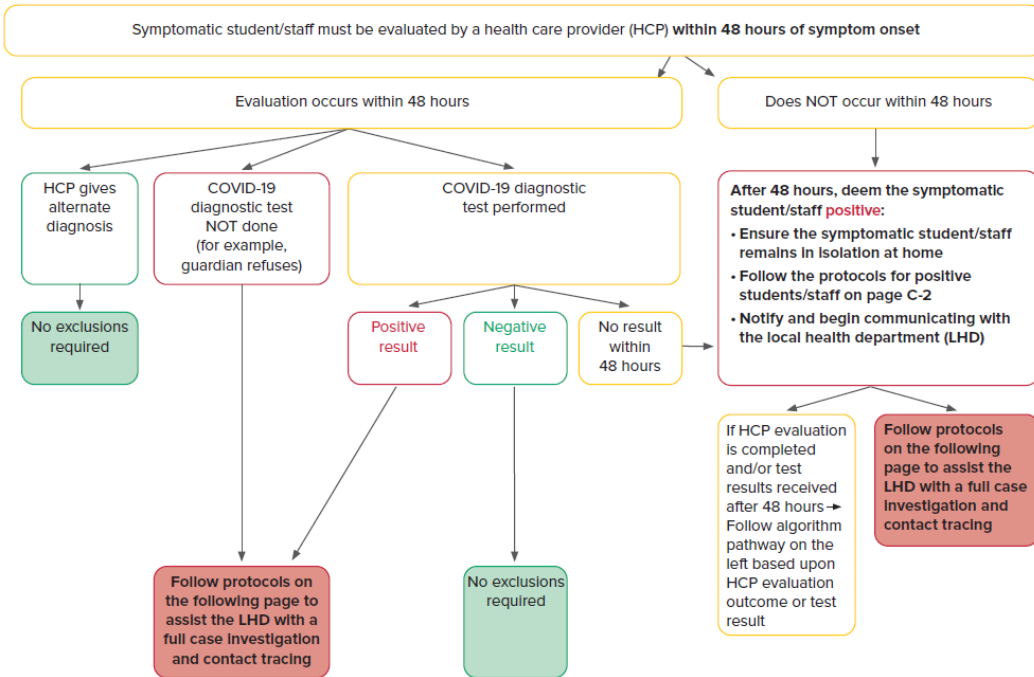 Symptomatic student/staff must be evaluated by a health care provider (HCP) within 48 hours of symptom onset
Evaluation occurs within 48 hours
Does NOT occur within 48 hours
HCP gives
alternate
diagnosis
COVID-19
diagnostic test
NOT done
(for example,
guardian refuses)
COVID-19 diagnostic
test performed
After 48 hours, deem the symptomatic
student/staff positive:
• Ensure the symptomatic student/staff
remains in isolation at home
• Follow the protocols for positive
students/staff on page C-2
• Notify and begin communicating with
the local health department (LHD)
No exclusions
required
Positive
result
Negative
result
No result
within
48 hours
If HCP evaluation
is completed
and/or test
results received
after 48 hours →
Follow algorithm
pathway on the
left based upon
HCP evaluation
outcome or test
result
Follow protocols
on the following
page to assist the
LHD with a full case
investigation and
contact tracing
Follow protocols on
the following page to
assist the LHD with a
full case investigation
and contact tracing
No exclusions
required